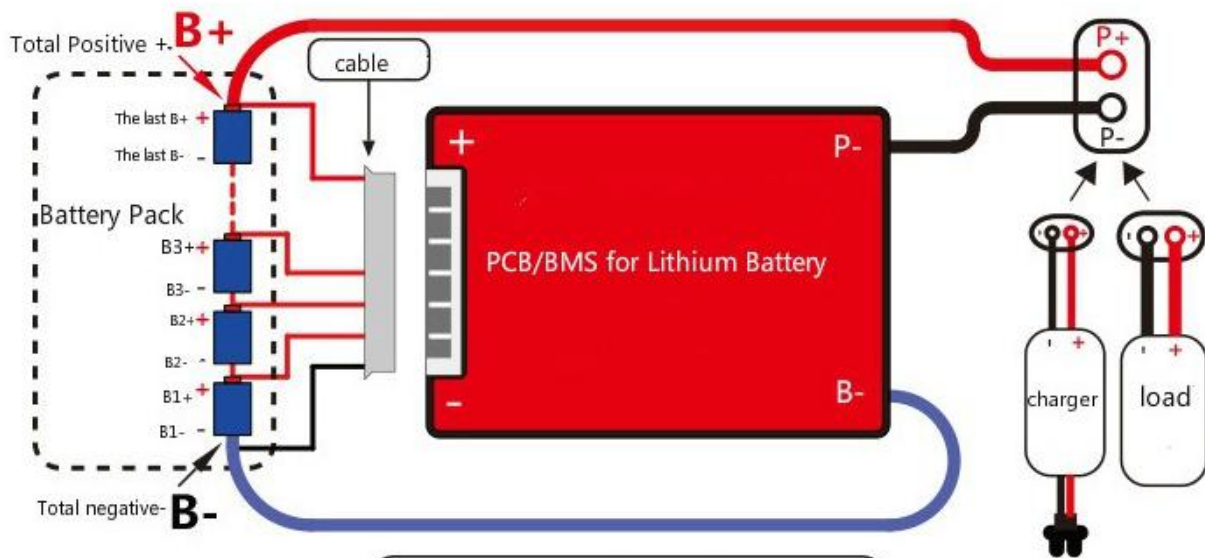 Total Positive +.
B+
cable
P+
P-
The last B+ +
The last B- -
+
P-
Battery Pack
B3+ +
B3- -
PCB/BMS for Lithium Battery
B2+ +
B2- -
B1+ +
B1- -
-
B-
- +
- +
- +
- +
charger
load
Total negative-
B-